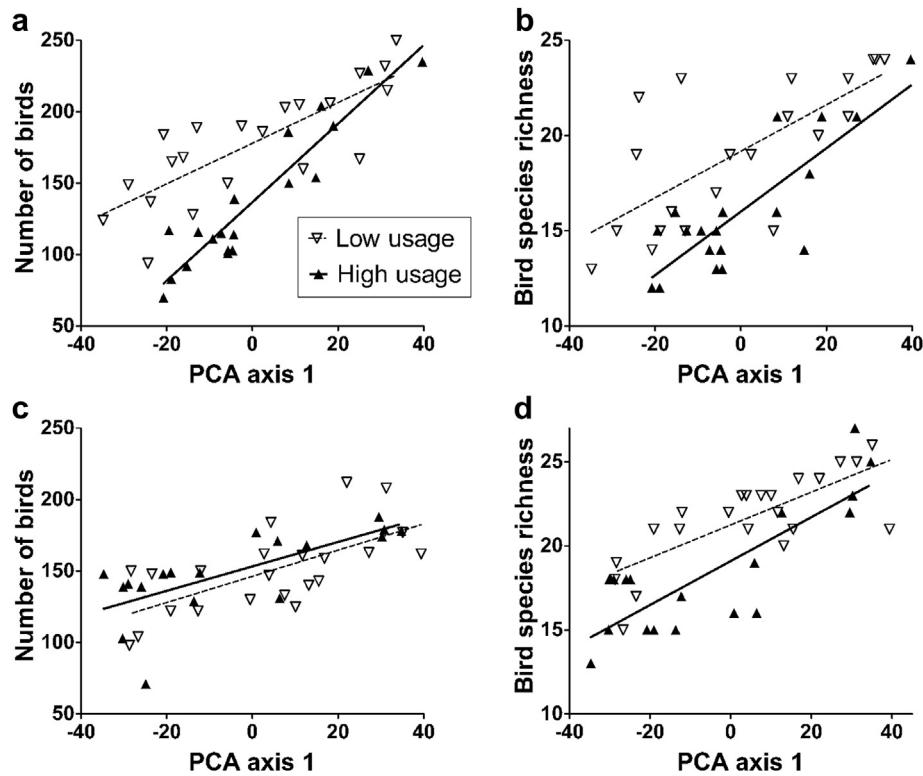 a
Number of birds
250
200
150
100
50
-40 -20 0 20 40
PCA axis 1
Low usage
High usage
b
Bird species richness
25
20
15
10
-40 -20 0 20 40
PCA axis 1
c
Number of birds
250
200
150
100
50
-40 -20 0 20 40
PCA axis 1
d
Bird species richness
25
20
15
10
-40 -20 0 20 40
PCA axis 1